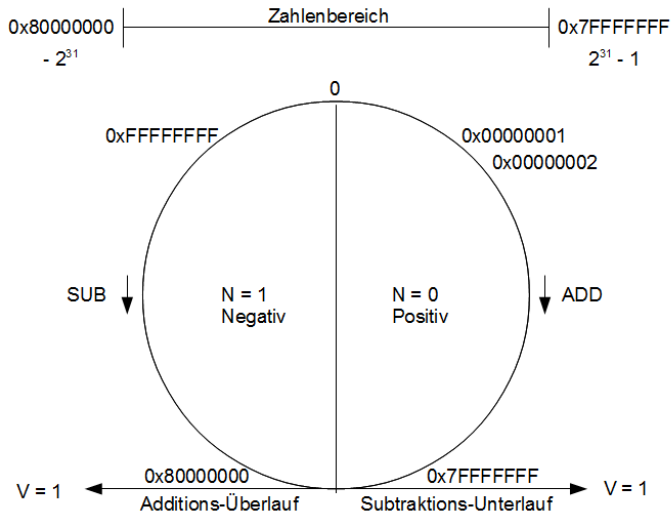 Zahlenbereich
0x80000000
0x7FFFFFFF
- 2³¹
2³¹ - 1
0
0xFFFFFFFF
0x00000001
0x00000002
SUB
N = 1
Negativ
N = 0
Positiv
ADD
0x80000000
0x7FFFFFFF
V = 1
V = 1
Additions-Überlauf
Subtraktions-Unterlauf